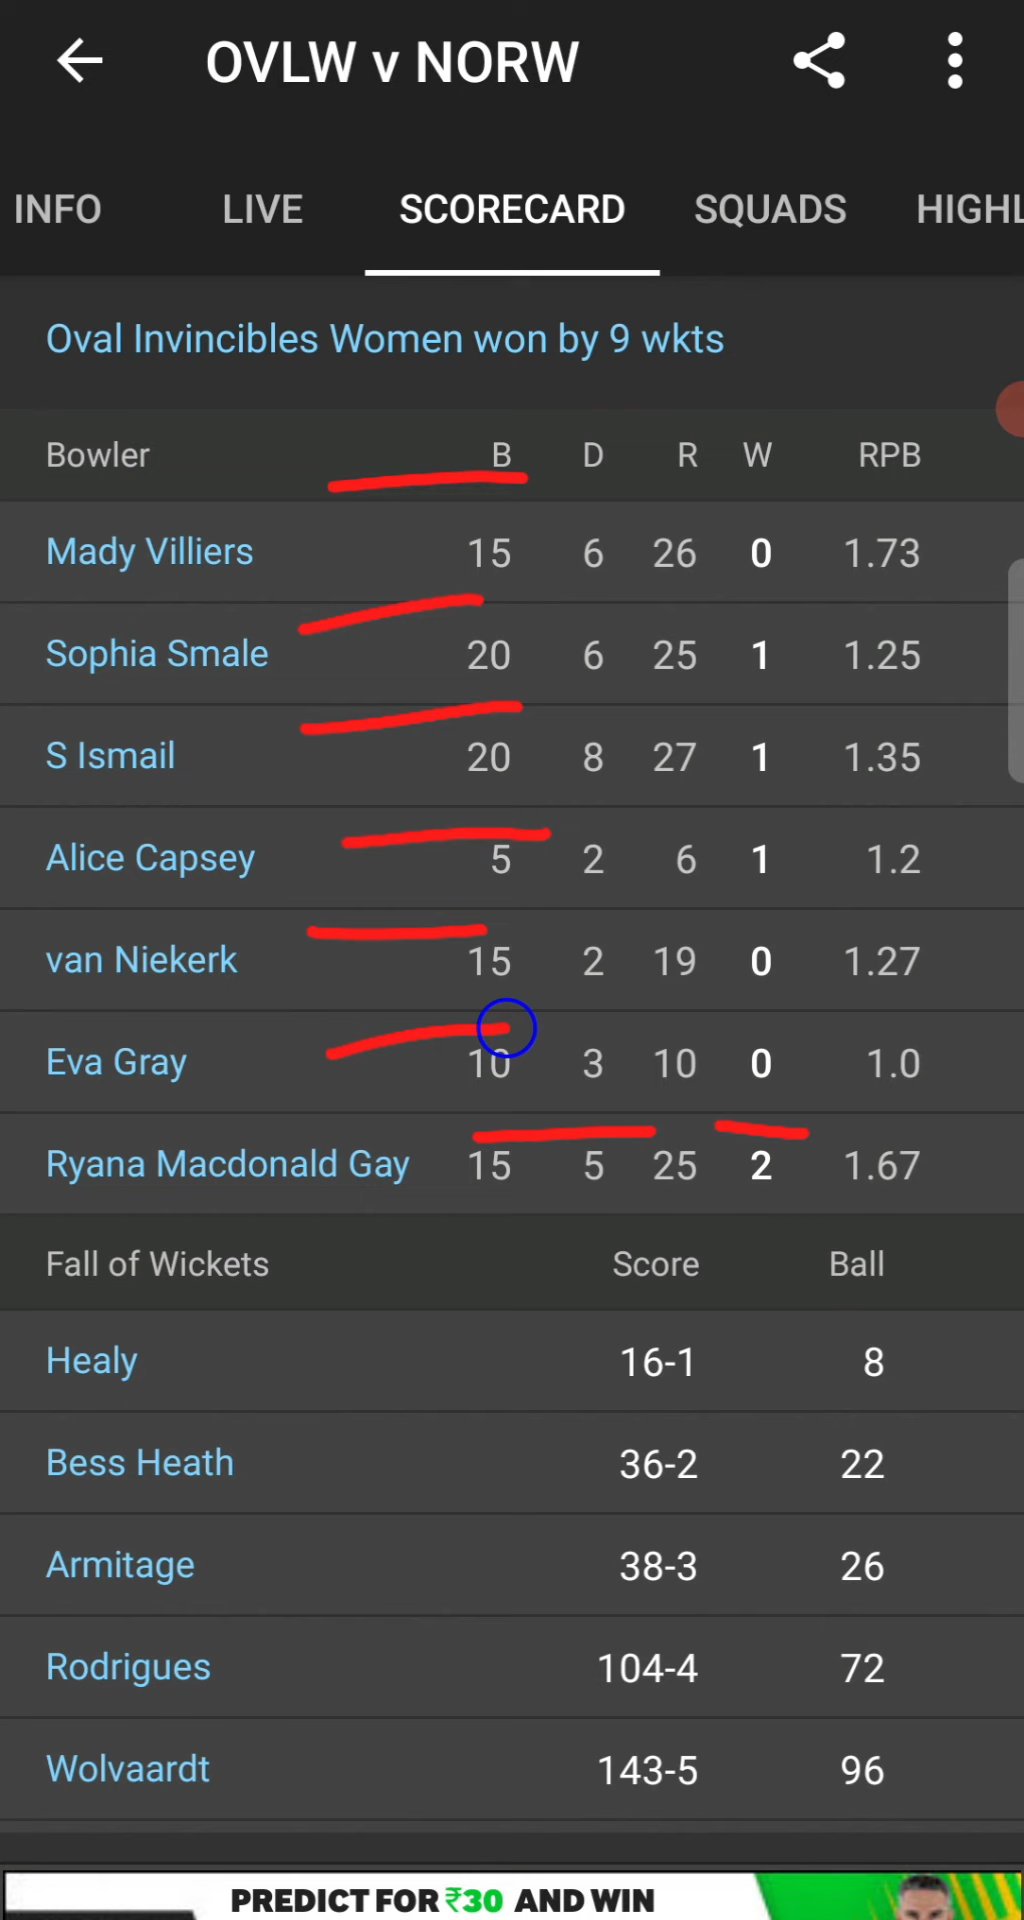 OVLW v NORW
INFO LIVE SCORECARD SQUADS HIGHL
Oval Invincibles Women won by 9 wkts
Bowler B D R W RPB
Mady Villiers 15 6 26 0 1.73
Sophia Smale 20 6 25 1 1.25
S Ismail 20 8 27 1 1.35
Alice Capsey 5 2 6 1 1.2
van Niekerk 15 2 19 0 1.27
Eva Gray 10 3 10 0 1.0
Ryana Macdonald Gay 15 5 25 2 1.67
Fall of Wickets Score Ball
Healy 16-1 8
Bess Heath 36-2 22
Armitage 38-3 26
Rodrigues 104-4 72
Wolvaardt 143-5 96
PREDICT FOR ₹30 AND WIN